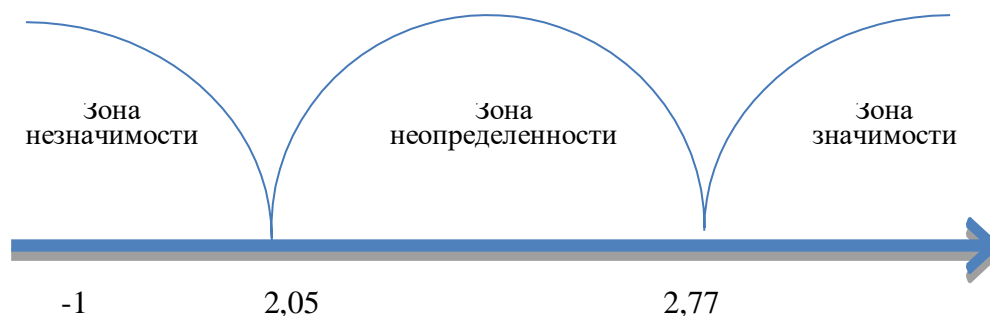 Зона
незначимости
Зона
неопределенности
Зона
значимости
-1
2,05
2,77